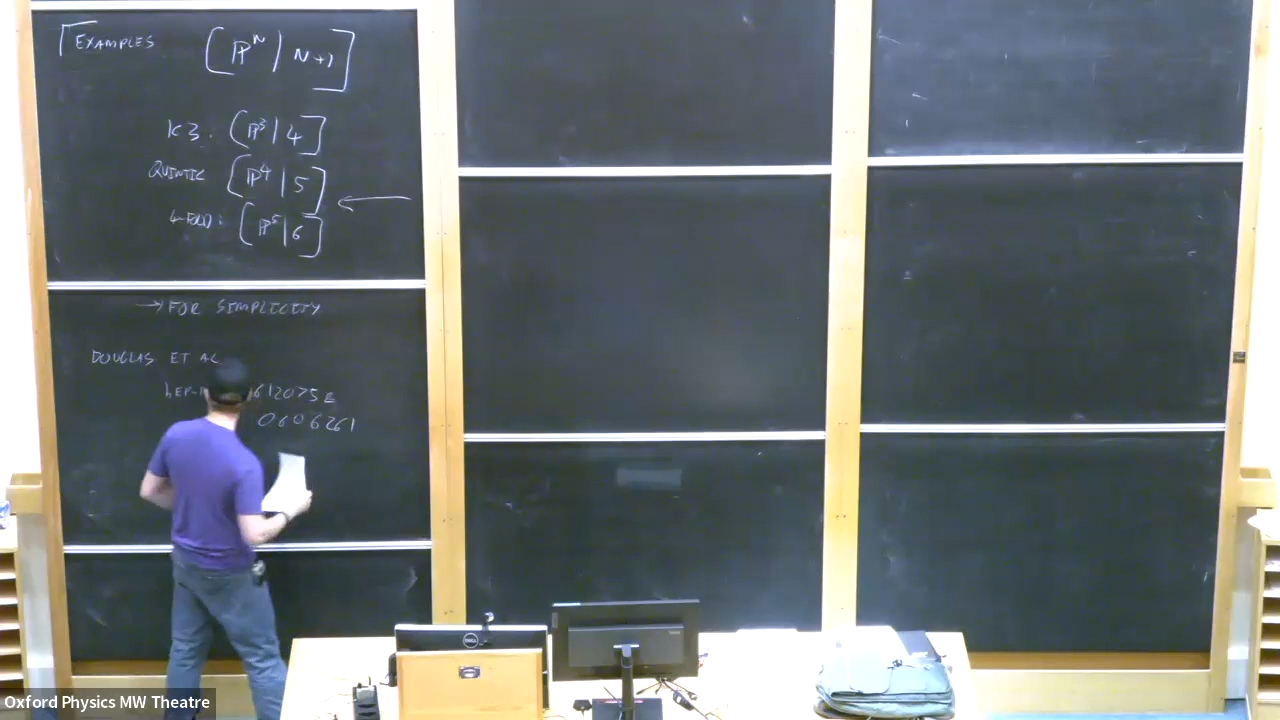 EXAMPLES [ℙᴺ | N+1]
K3: [ℙ³ | 4]
QUINTIC [ℙ⁴ | 5] ←
4-FOLD: [ℙ⁵ | 6]
→ FOR SIMPLICITY
DOUGLAS ET AL
0606261
DELL
Oxford Physics MW Theatre